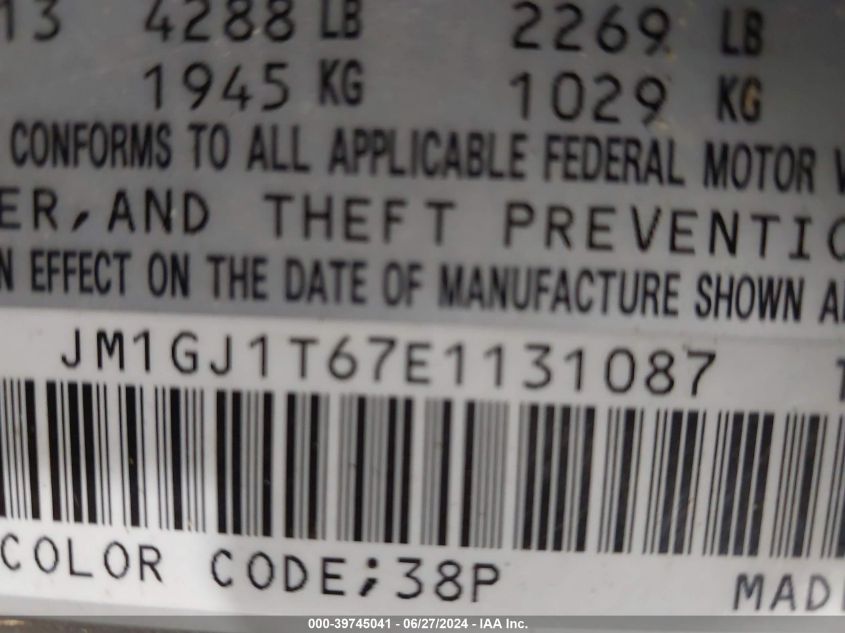 13 4288 LB 2269 LB
1945 KG 1029 KG
CONFORMS TO ALL APPLICABLE FEDERAL MOTOR
ER, AND THEFT PREVENTIO
N EFFECT ON THE DATE OF MANUFACTURE SHOWN
JM1GJ1T67E1131087
COLOR CODE;38P MAD
000-39745041 - 06/27/2024 - IAA Inc.